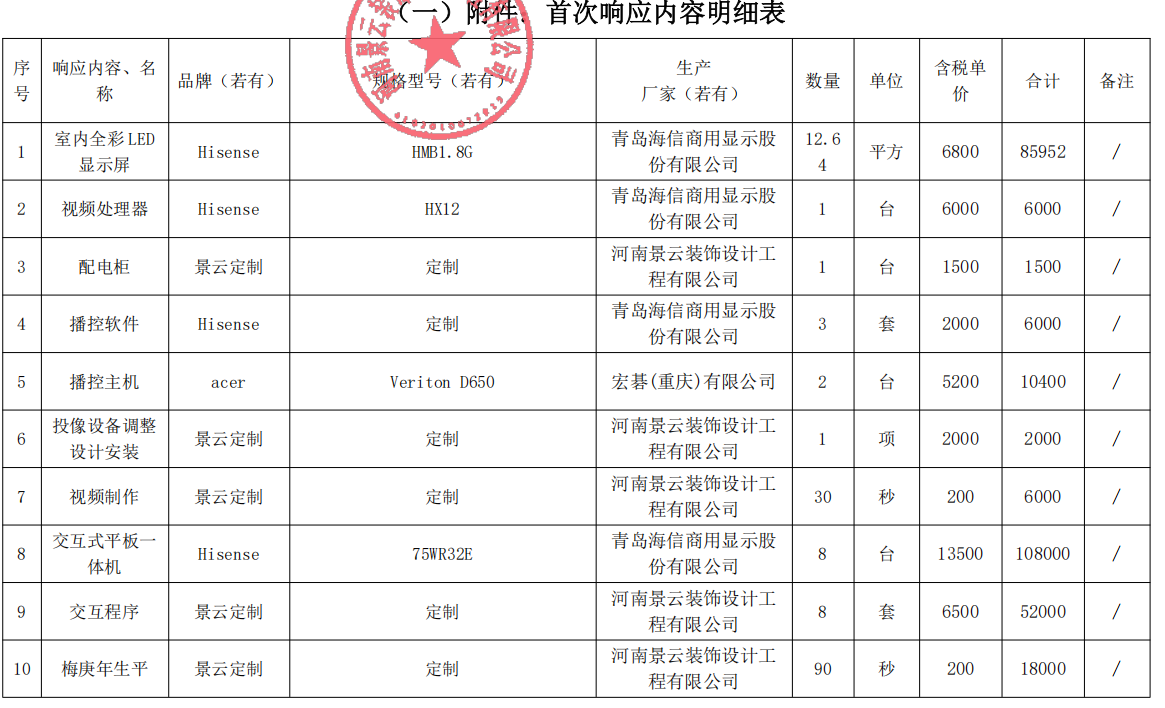 （一）附件：首次响应内容明细表
序号 响应内容、名称 品牌（若有） 规格型号（若有） 生产厂家（若有） 数量 单位 含税单价 合计 备注
1 室内全彩LED显示屏 Hisense HMB1.8G 青岛海信商用显示股份有限公司 12.64 平方 6800 85952 /
2 视频处理器 Hisense HX12 青岛海信商用显示股份有限公司 1 台 6000 6000 /
3 配电柜 景云定制 定制 河南景云装饰设计工程有限公司 1 台 1500 1500 /
4 播控软件 Hisense 定制 青岛海信商用显示股份有限公司 3 套 2000 6000 /
5 播控主机 acer Veriton D650 宏碁(重庆)有限公司 2 台 5200 10400 /
6 投像设备调整设计安装 景云定制 定制 河南景云装饰设计工程有限公司 1 项 2000 2000 /
7 视频制作 景云定制 定制 河南景云装饰设计工程有限公司 30 秒 200 6000 /
8 交互式平板一体机 Hisense 75WR32E 青岛海信商用显示股份有限公司 8 台 13500 108000 /
9 交互程序 景云定制 定制 河南景云装饰设计工程有限公司 8 套 6500 52000 /
10 梅庚年生平 景云定制 定制 河南景云装饰设计工程有限公司 90 秒 200 18000 /